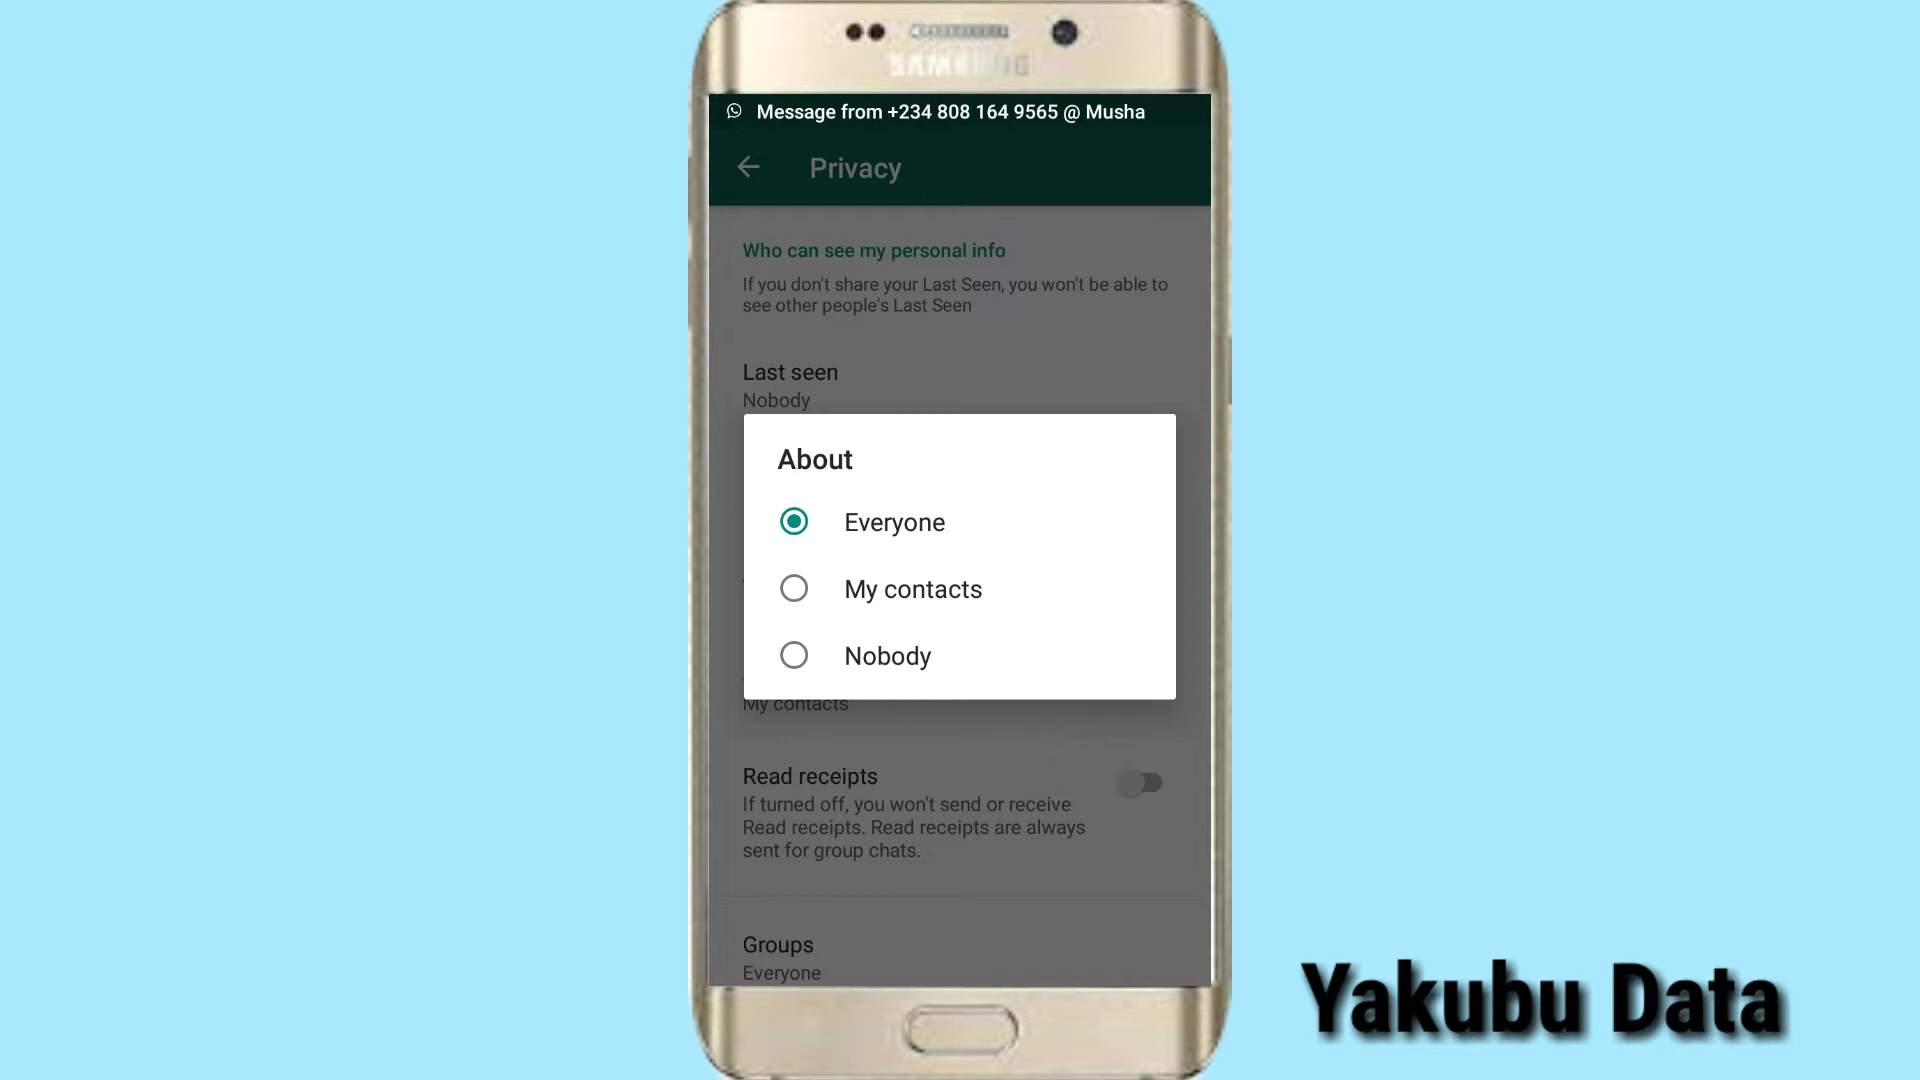 SAMSUNG
Message from +234 808 164 9565 @ Musha
Privacy
Who can see my personal info
If you don't share your Last Seen, you won't be able to
see other people's Last Seen
Last seen
Nobody
About
Everyone
My contacts
Nobody
My contacts
Read receipts
If turned off, you won't send or receive
Read receipts. Read receipts are always
sent for group chats.
Groups
Everyone
Yakubu Data